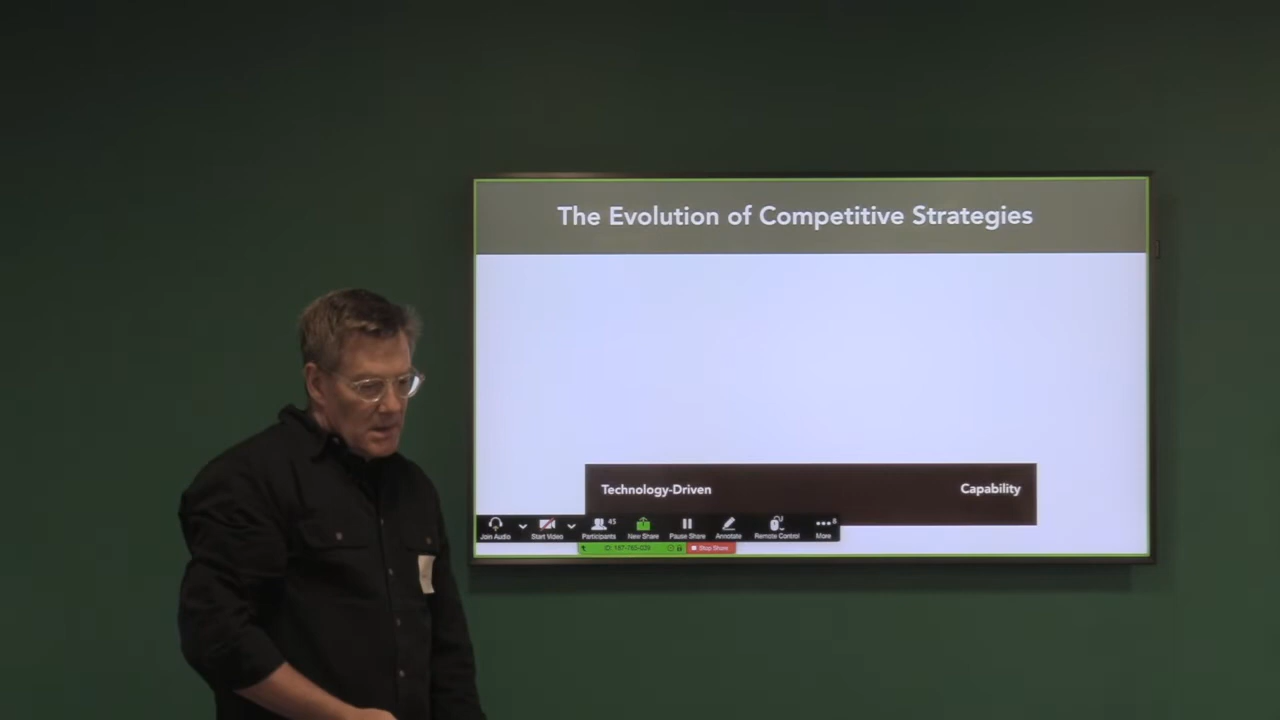 The Evolution of Competitive Strategies
Technology-Driven Capability
Join Audio Start Video Participants 45 New Share Pause Share Annotate Remote Control More
Stop Share